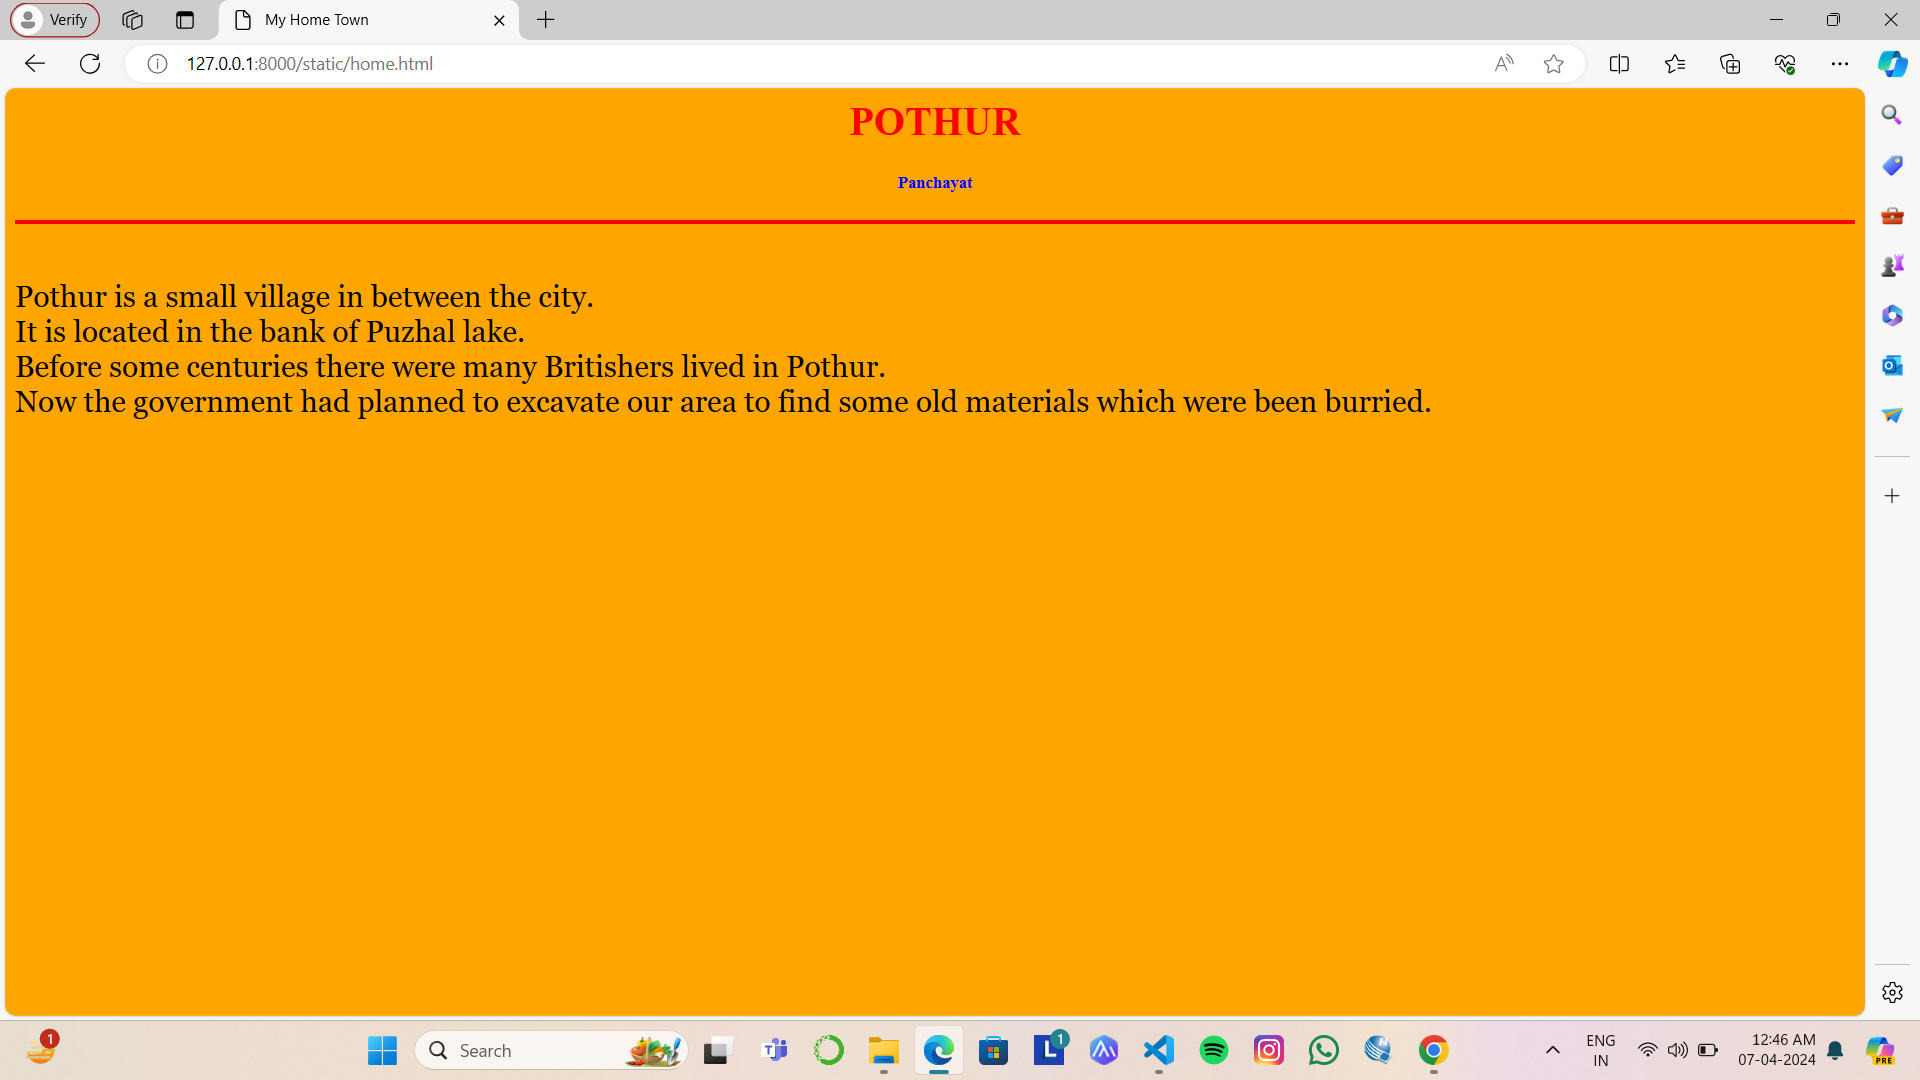 Verify
My Home Town
127.0.0.1:8000/static/home.html
POTHUR
Panchayat
Pothur is a small village in between the city.
It is located in the bank of Puzhal lake.
Before some centuries there were many Britishers lived in Pothur.
Now the government had planned to excavate our area to find some old materials which were been burried.
1
Search
L
1
ENG
IN
12:46 AM
07-04-2024
PRE